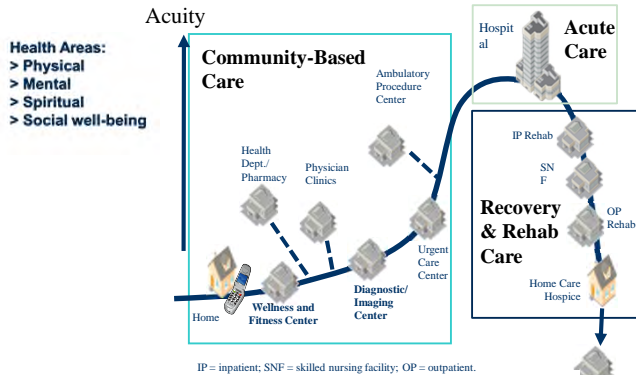 Acuity
Health Areas:
> Physical
> Mental
> Spiritual
> Social well-being
Community-Based
Care
Ambulatory
Procedure
Center
Health
Dept./
Pharmacy
Physician
Clinics
Urgent
Care
Center
Diagnostic/
Imaging
Center
Wellness and
Fitness Center
Home
Hospit
al
Acute
Care
IP Rehab
SN
F
OP
Rehab
Recovery
& Rehab
Care
Home Care
Hospice
IP = inpatient; SNF = skilled nursing facility; OP = outpatient.